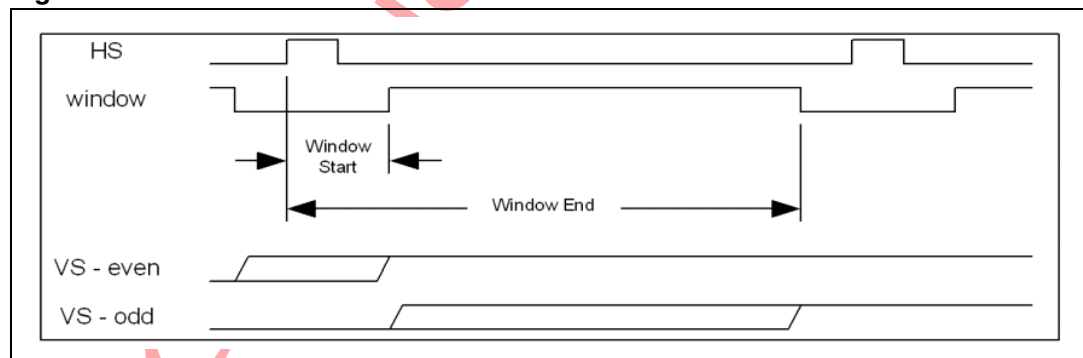 HS
window
Window
Start
Window End
VS - even
VS - odd